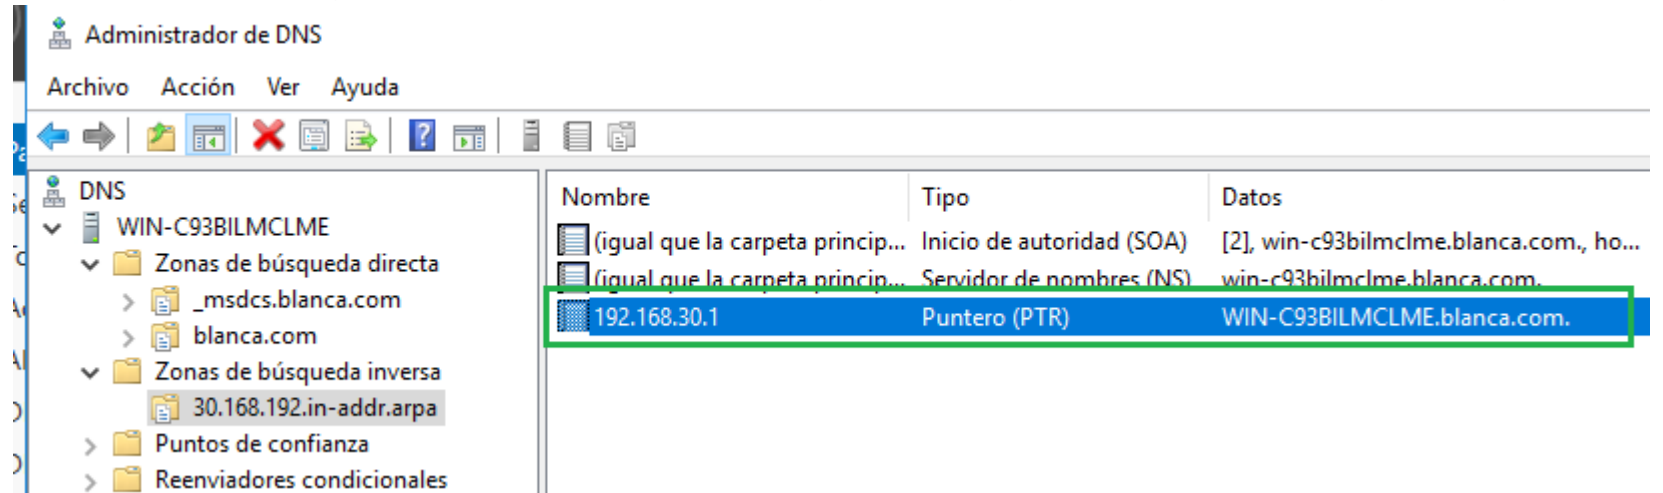 Administrador de DNS
Archivo Acción Ver Ayuda
DNS
WIN-C93BILMCLME
Zonas de búsqueda directa
_msdcs.blanca.com
blanca.com
Zonas de búsqueda inversa
30.168.192.in-addr.arpa
Puntos de confianza
Reenviadores condicionales
Nombre Tipo Datos
(igual que la carpeta princip... Inicio de autoridad (SOA) [2], win-c93bilmclme.blanca.com., ho...
(igual que la carpeta princip... Servidor de nombres (NS) win-c93bilmclme.blanca.com.
192.168.30.1 Puntero (PTR) WIN-C93BILMCLME.blanca.com.